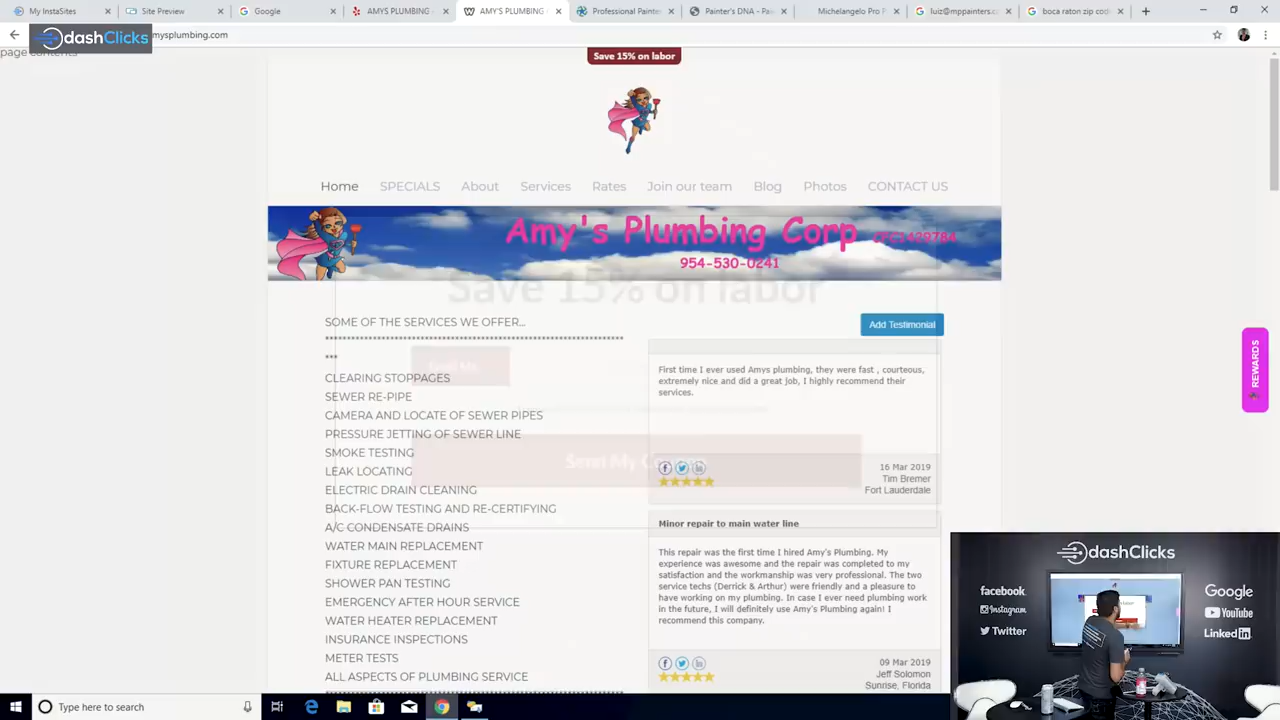 My InstaSites
Site Preview
Google
AMYS PLUMBING -
AMY'S PLUMBING
Professional Painte
Painter's DNA - Pas
Michelangelo Pro P
luiz@mppainters.c
boca raton zip cod
dashClicks
mysplumbing.com
page contents
Save 15% on labor
Home
SPECIALS
About
Services
Rates
Join our team
Blog
Photos
CONTACT US
Amy's Plumbing Corp CFC1429784
954-530-0241
Save 15% on labor
SOME OF THE SERVICES WE OFFER...
***
CLEARING STOPPAGES
SEWER RE-PIPE
CAMERA AND LOCATE OF SEWER PIPES
PRESSURE JETTING OF SEWER LINE
SMOKE TESTING
LEAK LOCATING
ELECTRIC DRAIN CLEANING
BACK-FLOW TESTING AND RE-CERTIFYING
A/C CONDENSATE DRAINS
WATER MAIN REPLACEMENT
FIXTURE REPLACEMENT
SHOWER PAN TESTING
EMERGENCY AFTER HOUR SERVICE
WATER HEATER REPLACEMENT
INSURANCE INSPECTIONS
METER TESTS
ALL ASPECTS OF PLUMBING SERVICE
Add Testimonial
First time I ever used Amys plumbing, they were fast , courteous,
extremely nice and did a great job, I highly recommend their
services.
Send My
16 Mar 2019
Tim Bremer
Fort Lauderdale
Minor repair to main water line
This repair was the first time I hired Amy's Plumbing. My
experience was awesome and the repair was completed to my
satisfaction and the workmanship was very professional. The two
service techs (Derrick & Arthur) were friendly and a pleasure to
have working on my plumbing. In case I ever need plumbing work
in the future, I will definitely use Amy's Plumbing again! I
recommend this company.
09 Mar 2019
Jeff Solomon
Sunrise, Florida
REWARDS
dashClicks
facebook.
Instagram
Twitter
Google
YouTube
Linked in
Type here to search